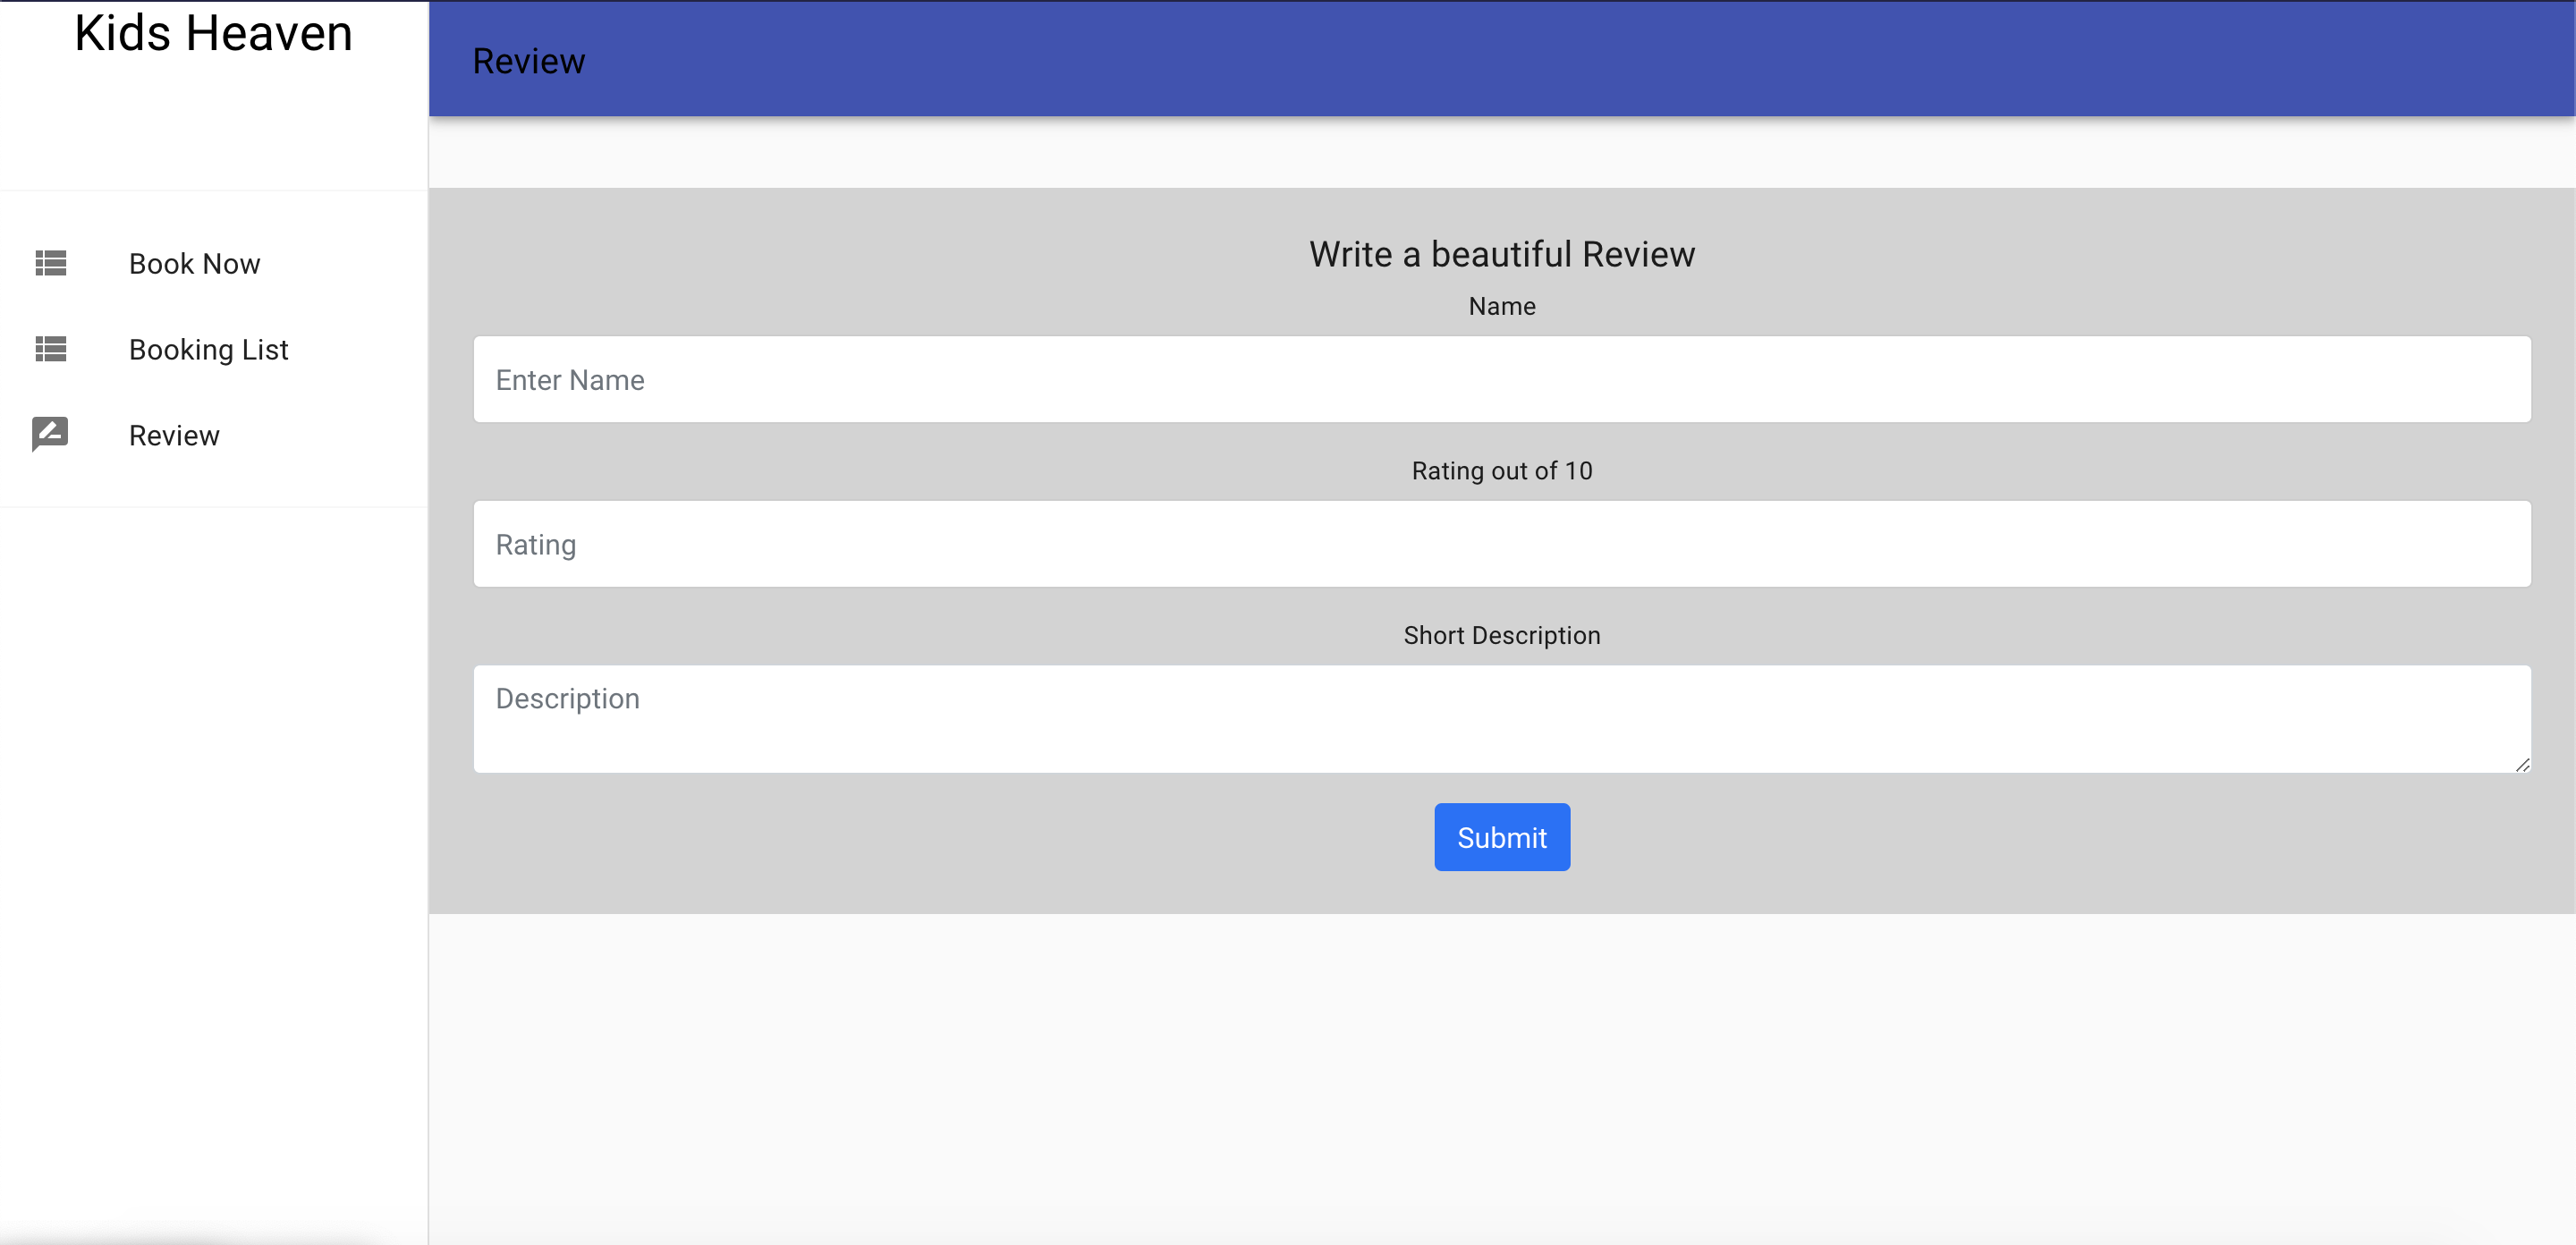 Kids Heaven
Review
Book Now
Booking List
Review
Write a beautiful Review
Name
Enter Name
Rating out of 10
Rating
Short Description
Description
Submit